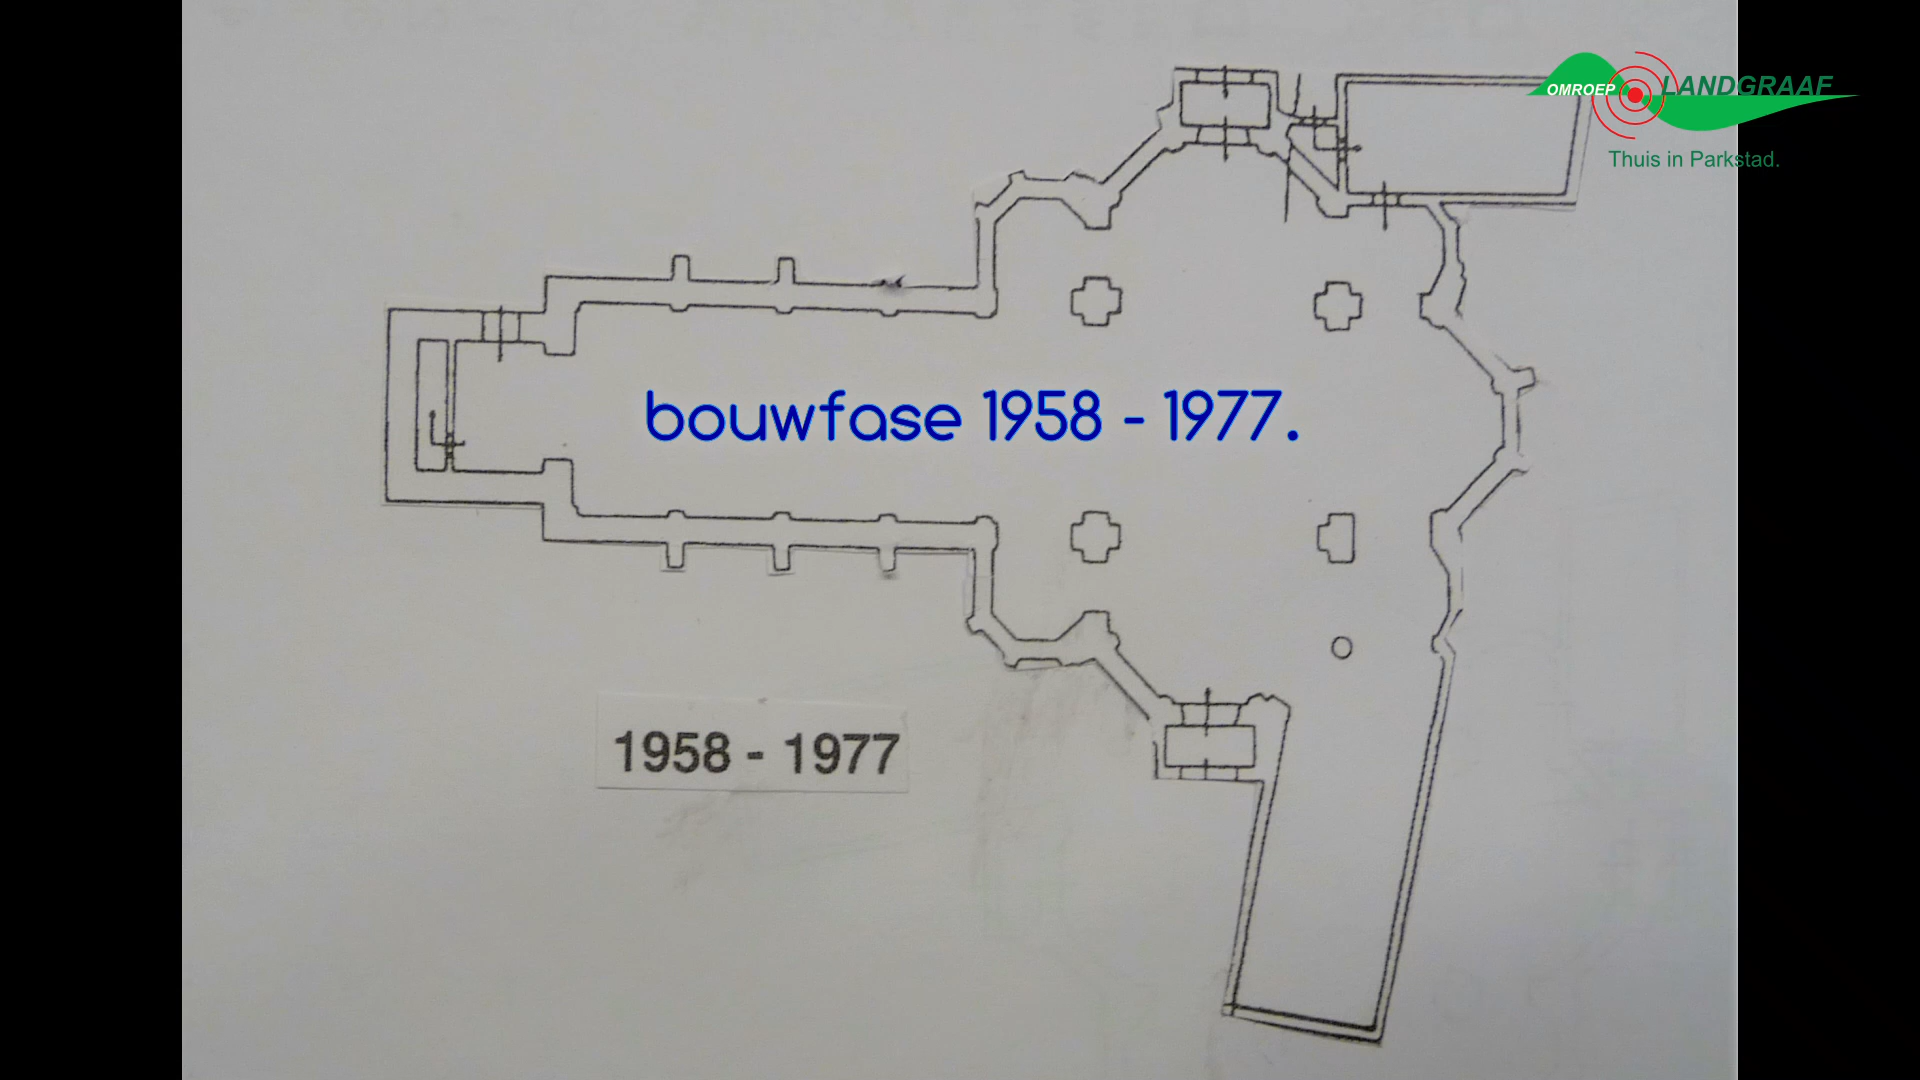 OMROEP LANDGRAAF
Thuis in Parkstad.
bouwfase 1958 - 1977.
1958 - 1977